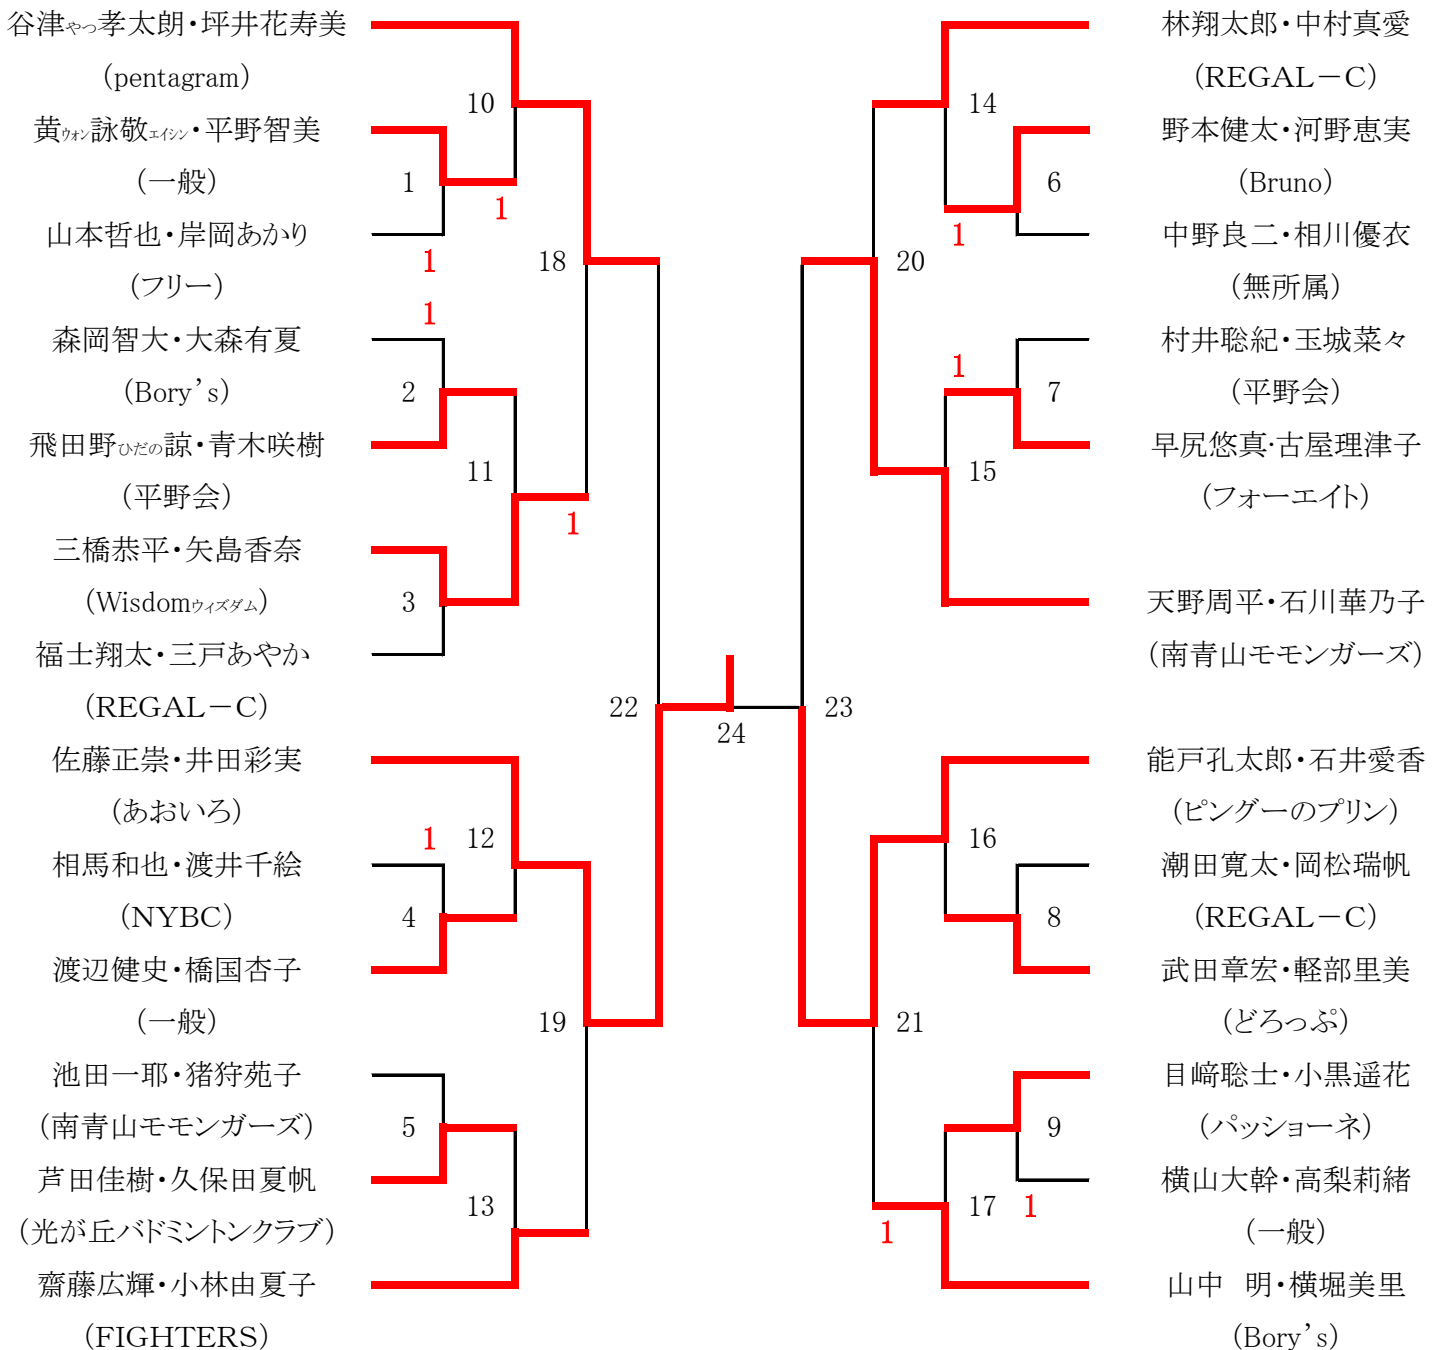 谷津やつ孝太朗・坪井花寿美
(pentagram)
10
黄ウォン詠敬エイシン・平野智美
(一般)
1
1
山本哲也・岸岡あかり
(フリー)
1
18
1
森岡智大・大森有夏
(Bory’s)
2
飛田野ひだの諒・青木咲樹
(平野会)
11
1
三橋恭平・矢島香奈
(Wisdomウィズダム)
3
福士翔太・三戸あやか
(REGAL－C)
22
24
佐藤正崇・井田彩実
(あおいろ)
1
12
相馬和也・渡井千絵
(NYBC)
4
渡辺健史・橋国杏子
(一般)
19
池田一耶・猪狩苑子
(南青山モモンガーズ)
5
芦田佳樹・久保田夏帆
(光が丘バドミントンクラブ)
13
齋藤広輝・小林由夏子
(FIGHTERS)
林翔太郎・中村真愛
(REGAL－C)
14
野本健太・河野恵実
(Bruno)
6
1
中野良二・相川優衣
(無所属)
20
村井聡紀・玉城菜々
(平野会)
1
7
早尻悠真・古屋理津子
(フォーエイト)
15
天野周平・石川華乃子
(南青山モモンガーズ)
23
能戸孔太郎・石井愛香
(ピングーのプリン)
16
潮田寛太・岡松瑞帆
(REGAL－C)
8
武田章宏・軽部里美
(どろっぷ)
21
目﨑聡士・小黒遥花
(パッショーネ)
9
横山大幹・高梨莉緒
(一般)
17
1
1
山中　明・横堀美里
(Bory’s)